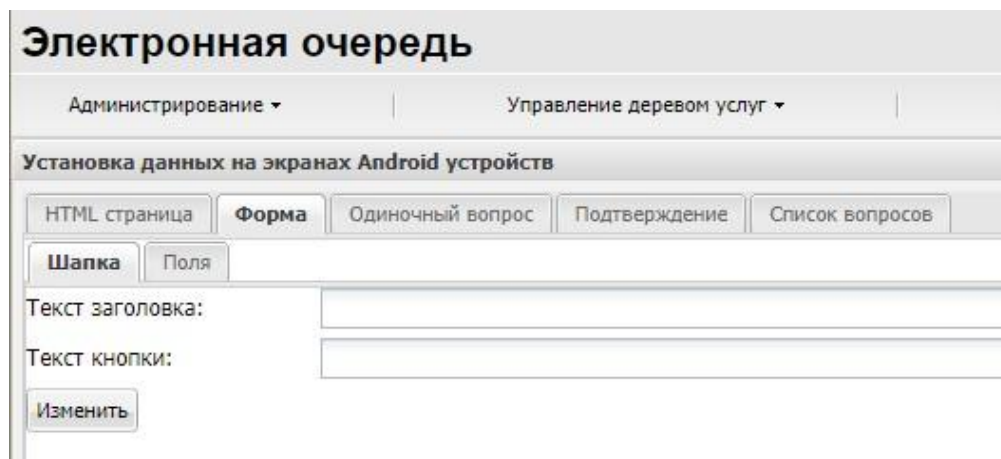 Электронная очередь
Администрирование Управление деревом услуг
Установка данных на экранах Android устройств
HTML страница Форма Одиночный вопрос Подтверждение Список вопросов
Шапка Поля
Текст заголовка:
Текст кнопки:
Изменить